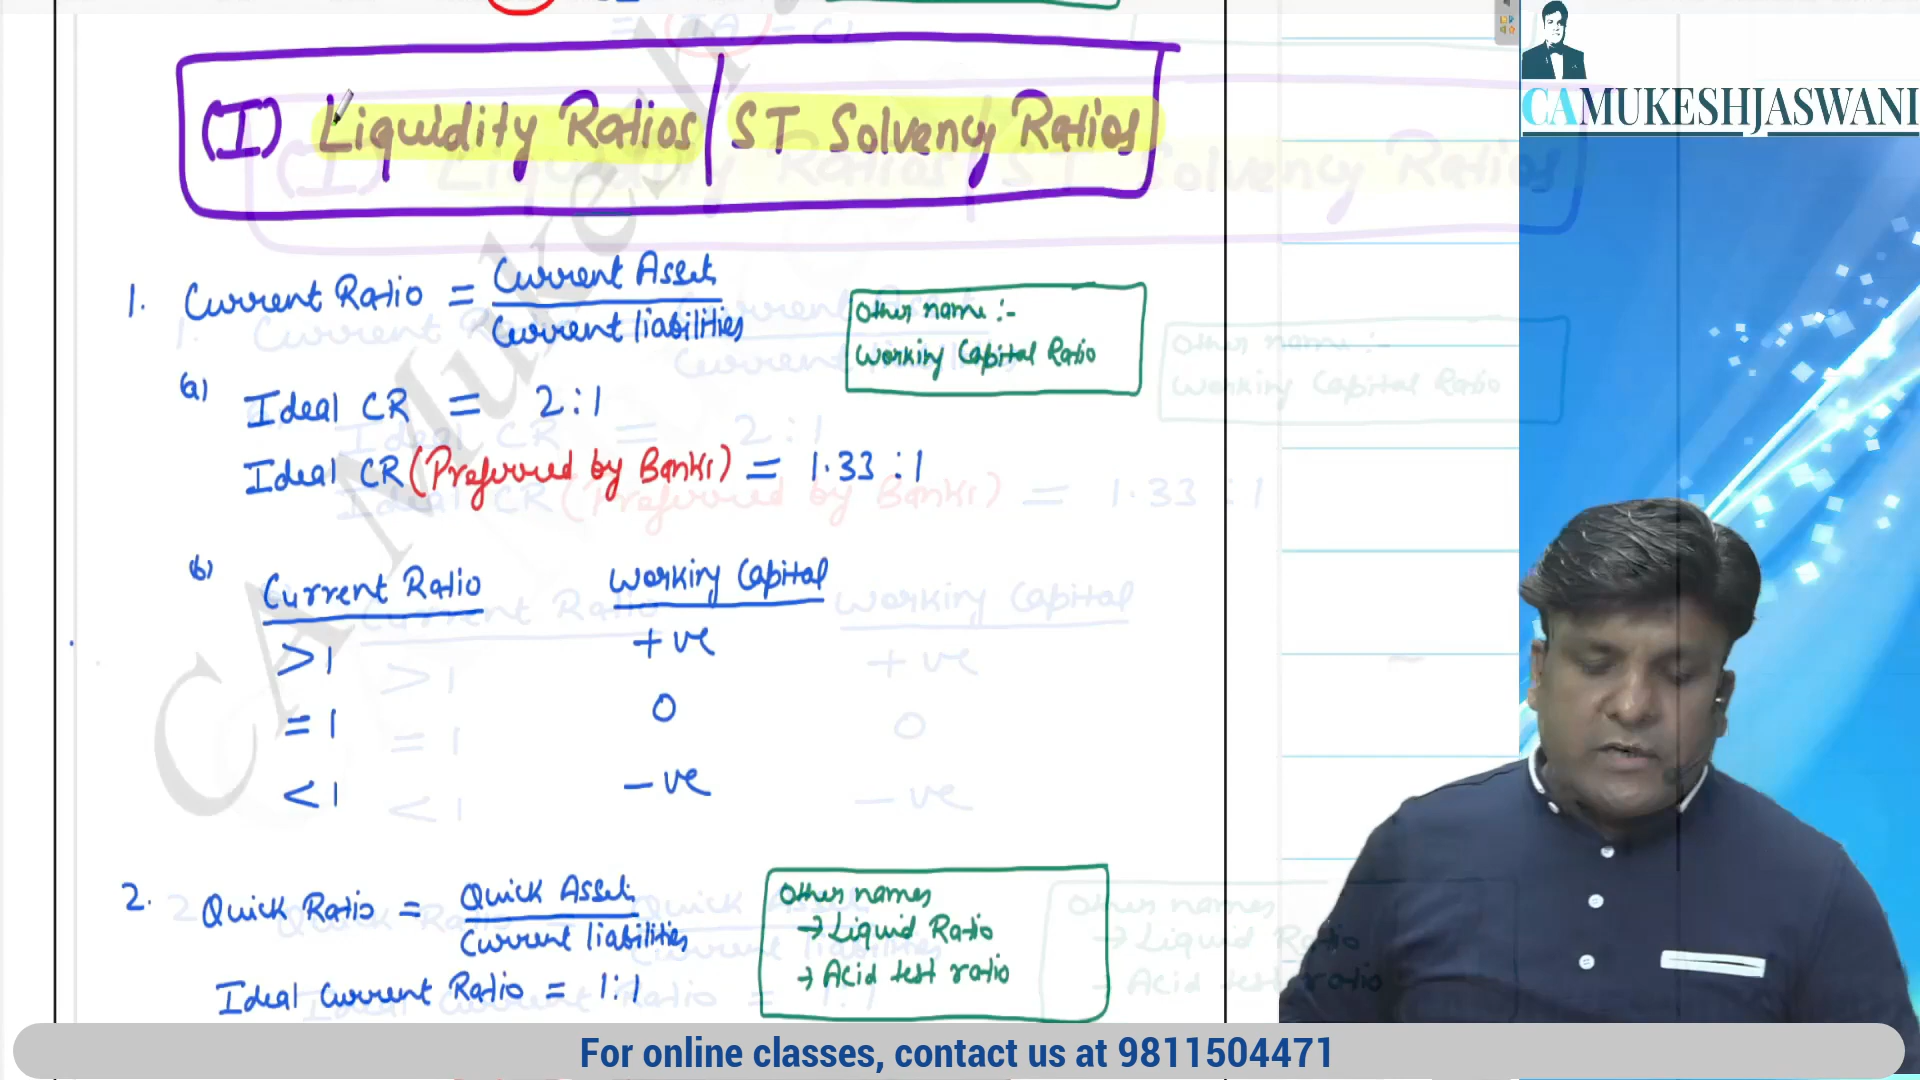 (I) Liquidity Ratios | ST Solvency Ratios
CAMUKESHJASWANI
1. Current Ratio = Current Asset / Current liabilities
Other name :-
Working Capital Ratio
(a) Ideal CR = 2:1
Ideal CR (Preferred by Banks) = 1.33 : 1
(b) Current Ratio Working Capital
>1 +ve
= 1 0
<1 -ve
2. Quick Ratio = Quick Assets / Current liabilities
Other names
→ Liquid Ratio
→ Acid test ratio
Ideal Current Ratio = 1:1
CA Mukesh
For online classes, contact us at 9811504471